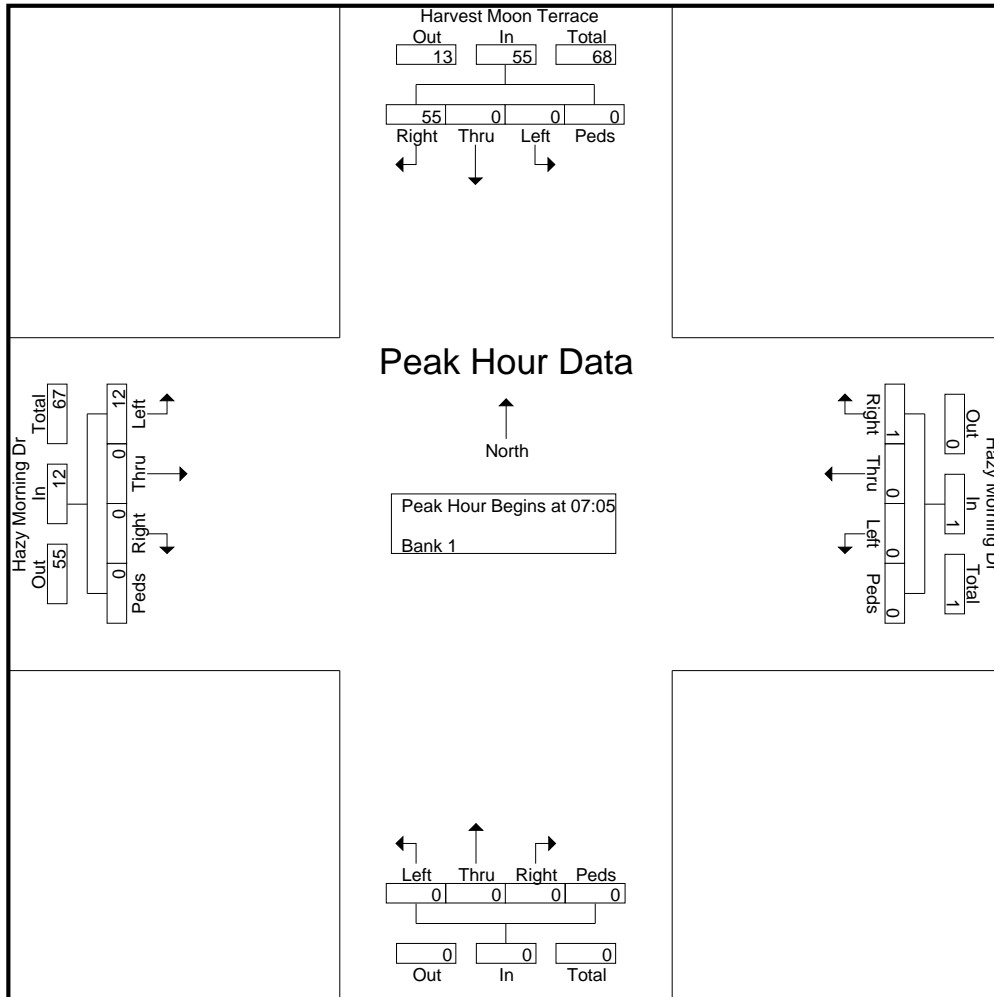 Harvest Moon Terrace
Out In Total
13 55 68
55 0 0 0
Right Thru Left Peds
Peak Hour Data
North
Peak Hour Begins at 07:05
Bank 1
Hazy Morning Dr
Total In Out
67 12 55
12 0 0 0
Left Thru Right Peds
Hazy Morning Dr
Out In Total
0 1 1
1 0 0 0
Right Thru Left Peds
Left Thru Right Peds
0 0 0 0
0 0 0
Out In Total